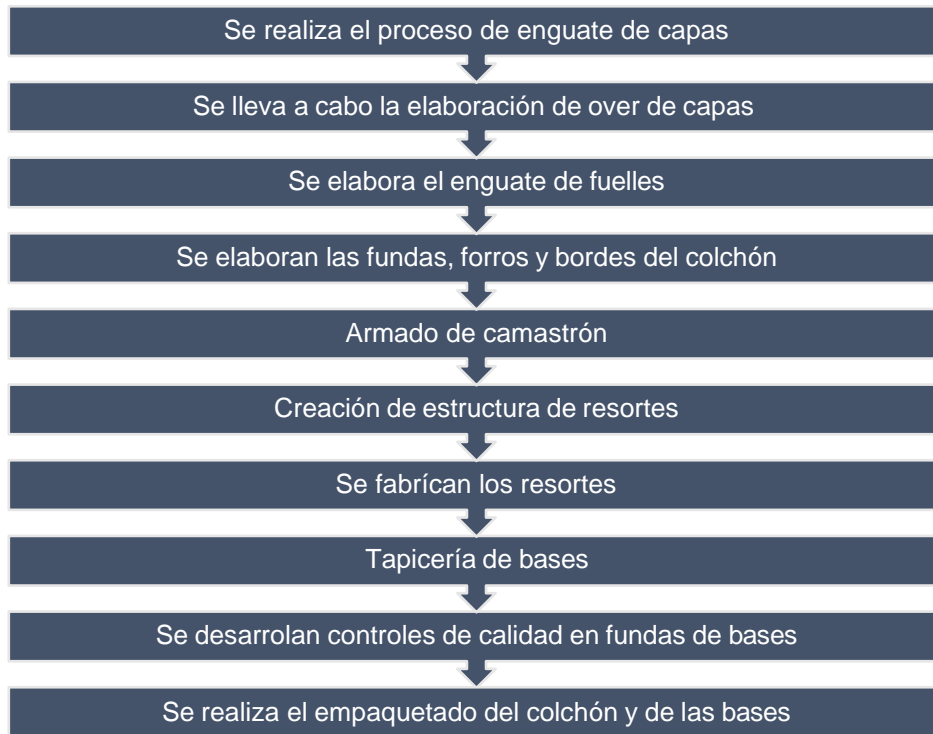 Se realiza el proceso de enguate de capas
Se lleva a cabo la elaboración de over de capas
Se elabora el enguate de fuelles
Se elaboran las fundas, forros y bordes del colchón
Armado de camastrón
Creación de estructura de resortes
Se fabrícan los resortes
Tapicería de bases
Se desarrolan controles de calidad en fundas de bases
Se realiza el empaquetado del colchón y de las bases